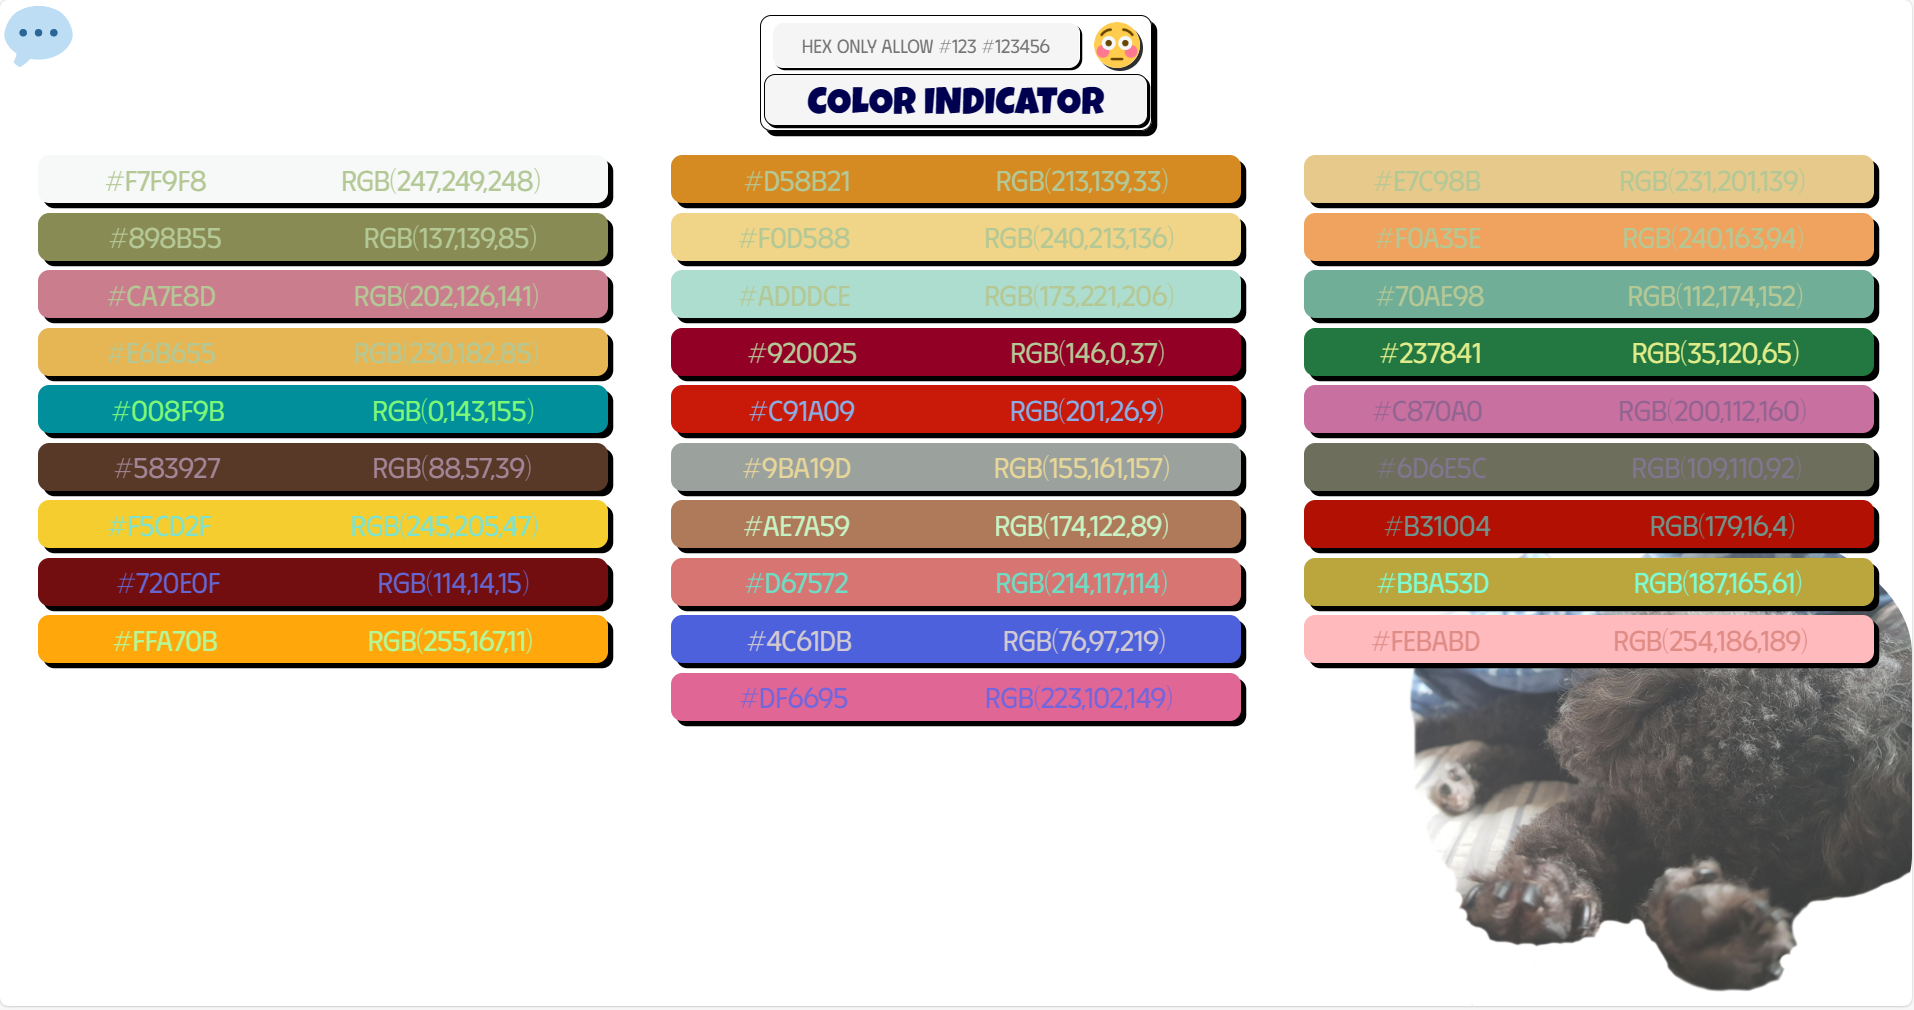 HEX ONLY ALLOW #123 #123456
COLOR INDICATOR
#F7F9F8 RGB(247,249,248)
#898B55 RGB(137,139,85)
#CA7E8D RGB(202,126,141)
#E6B655 RGB(230,182,85)
#008F9B RGB(0,143,155)
#583927 RGB(88,57,39)
#F5CD2F RGB(245,205,47)
#720E0F RGB(114,14,15)
#FFA70B RGB(255,167,11)
#D58B21 RGB(213,139,33)
#F0D588 RGB(240,213,136)
#ADDDCE RGB(173,221,206)
#920025 RGB(146,0,37)
#C91A09 RGB(201,26,9)
#9BA19D RGB(155,161,157)
#AE7A59 RGB(174,122,89)
#D67572 RGB(214,117,114)
#4C61DB RGB(76,97,219)
#DF6695 RGB(223,102,149)
#E7C98B RGB(231,201,139)
#F0A35E RGB(240,163,94)
#70AE98 RGB(112,174,152)
#237841 RGB(35,120,65)
#C870A0 RGB(200,112,160)
#6D6E5C RGB(109,110,92)
#B31004 RGB(179,16,4)
#BBA53D RGB(187,165,61)
#FEBABD RGB(254,186,189)